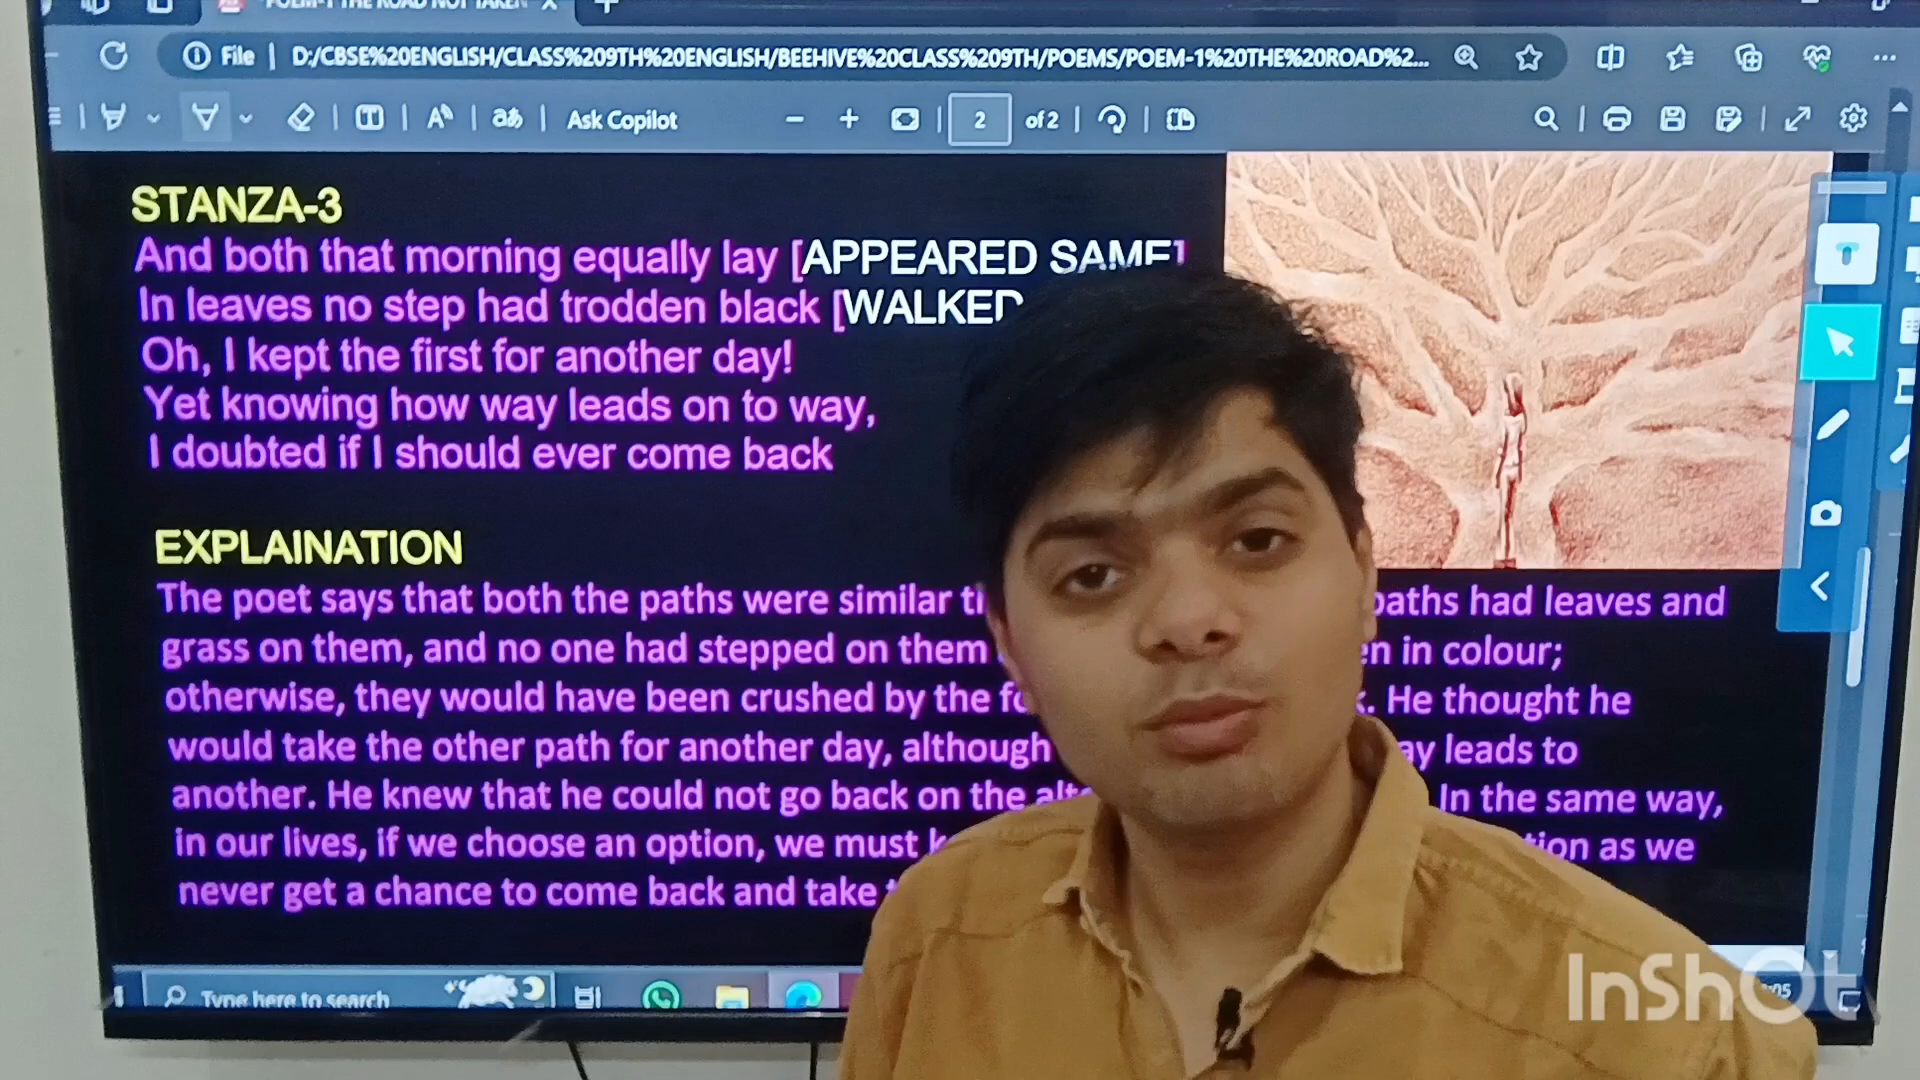 POEM-1 THE ROAD NOT TAKEN
File | D:/CBSE%20ENGLISH/CLASS%209TH%20ENGLISH/BEEHIVE%20CLASS%209TH/POEMS/POEM-1%20THE%20ROAD%2...
Ask Copilot 2 of 2
STANZA-3
And both that morning equally lay [APPEARED SAME]
In leaves no step had trodden black [WALKED
Oh, I kept the first for another day!
Yet knowing how way leads on to way,
I doubted if I should ever come back
EXPLAINATION
The poet says that both the paths were similar paths had leaves and
grass on them, and no one had stepped on them in colour;
otherwise, they would have been crushed by the He thought he
would take the other path for another day, although leads to
another. He knew that he could not go back on the In the same way,
in our lives, if we choose an option, we must as we
never get a chance to come back and take
Type here to search
InShOt